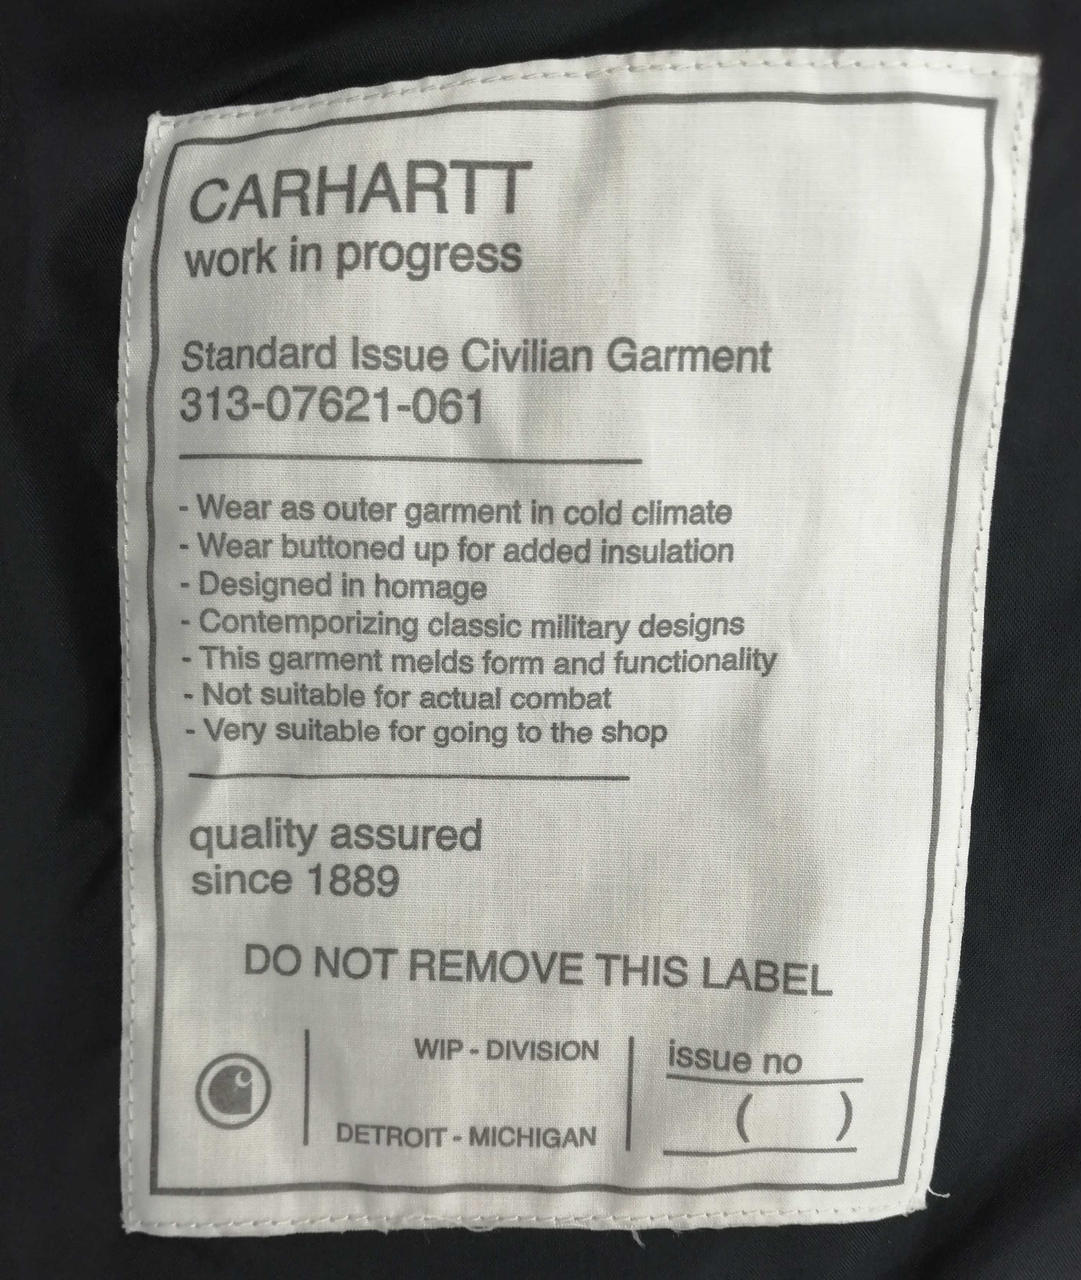 CARHARTT
work in progress
Standard Issue Civilian Garment
313-07621-061
- Wear as outer garment in cold climate
- Wear buttoned up for added insulation
- Designed in homage
- Contemporizing classic military designs
- This garment melds form and functionality
- Not suitable for actual combat
- Very suitable for going to the shop
quality assured
since 1889
DO NOT REMOVE THIS LABEL
WIP - DIVISION
DETROIT - MICHIGAN
issue no
( )